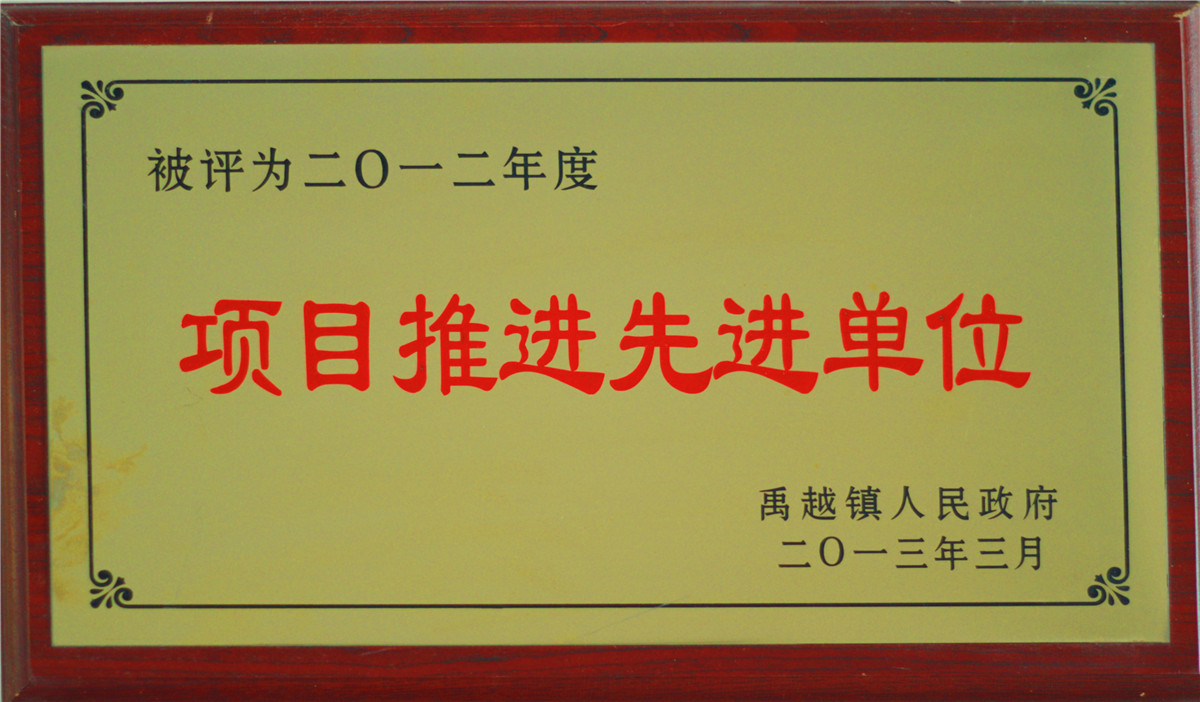 被评为二〇一二年度
项目推进先进单位
禹越镇人民政府
二〇一三年三月